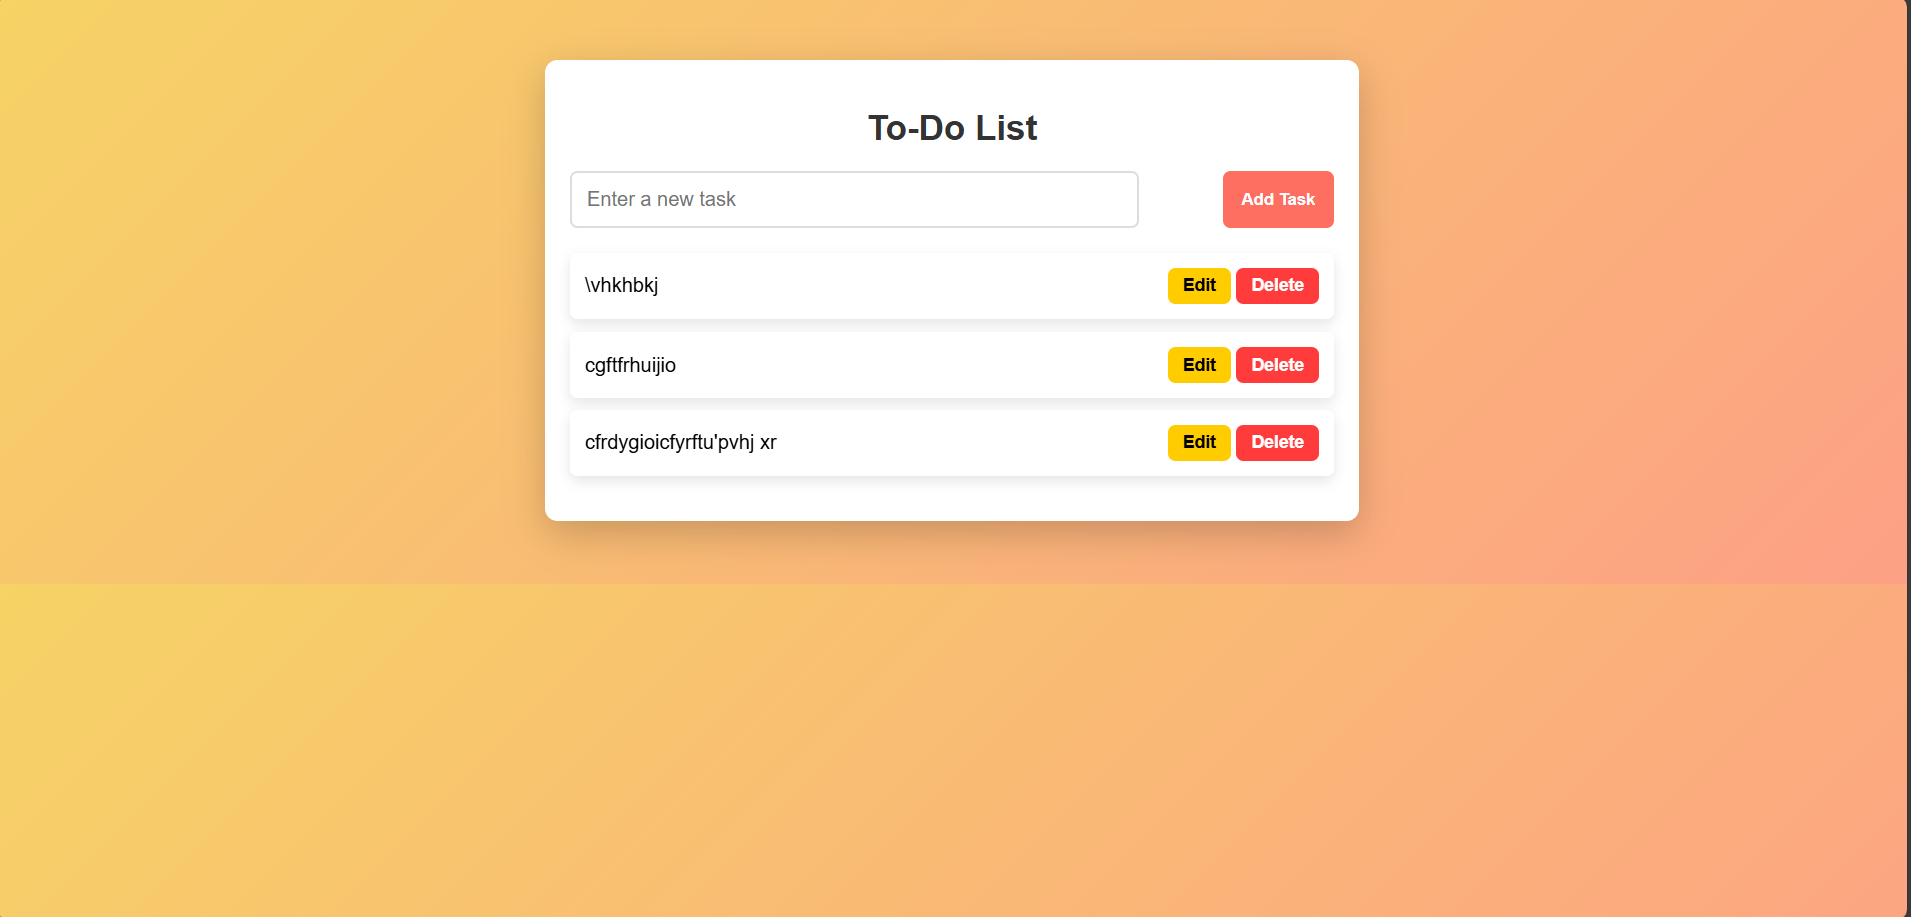 To-Do List
Enter a new task
Add Task
\vhkhbkj
Edit
Delete
cgftfrhuijio
Edit
Delete
cfrdygioicfyrftu'pvhj xr
Edit
Delete